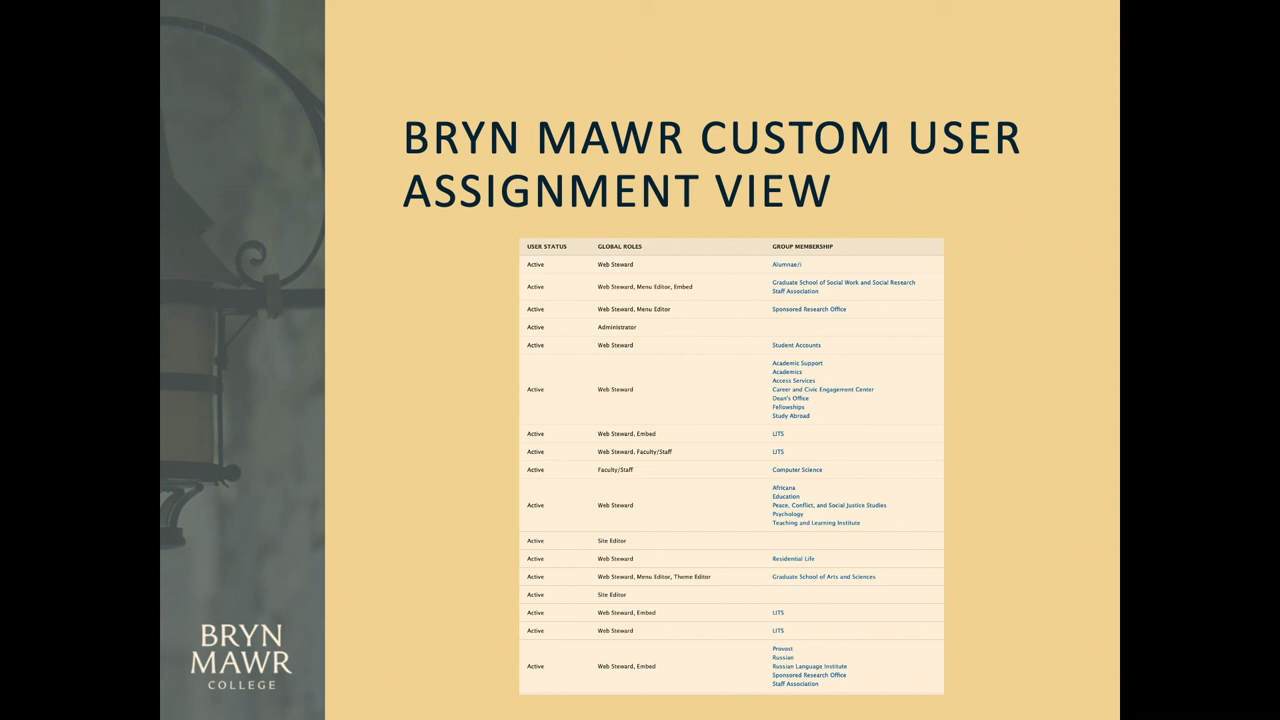 BRYN MAWR CUSTOM USER
ASSIGNMENT VIEW
USER STATUS GLOBAL ROLES GROUP MEMBERSHIP
Active Web Steward Alumnae/i
Active Web Steward, Menu Editor, Embed Graduate School of Social Work and Social Research
Staff Association
Active Web Steward, Menu Editor Sponsored Research Office
Active Administrator
Active Web Steward Student Accounts
Active Web Steward Academic Support
Academics
Access Services
Career and Civic Engagement Center
Dean's Office
Fellowships
Study Abroad
Active Web Steward, Embed LITS
Active Web Steward, Faculty/Staff LITS
Active Faculty/Staff Computer Science
Active Web Steward Africana
Education
Peace, Conflict, and Social Justice Studies
Psychology
Teaching and Learning Institute
Active Site Editor
Active Web Steward Residential Life
Active Web Steward, Menu Editor, Theme Editor Graduate School of Arts and Sciences
Active Site Editor
Active Web Steward, Embed LITS
Active Web Steward LITS
Active Web Steward, Embed Provost
Russian
Russian Language Institute
Sponsored Research Office
Staff Association
BRYN
MAWR
COLLEGE